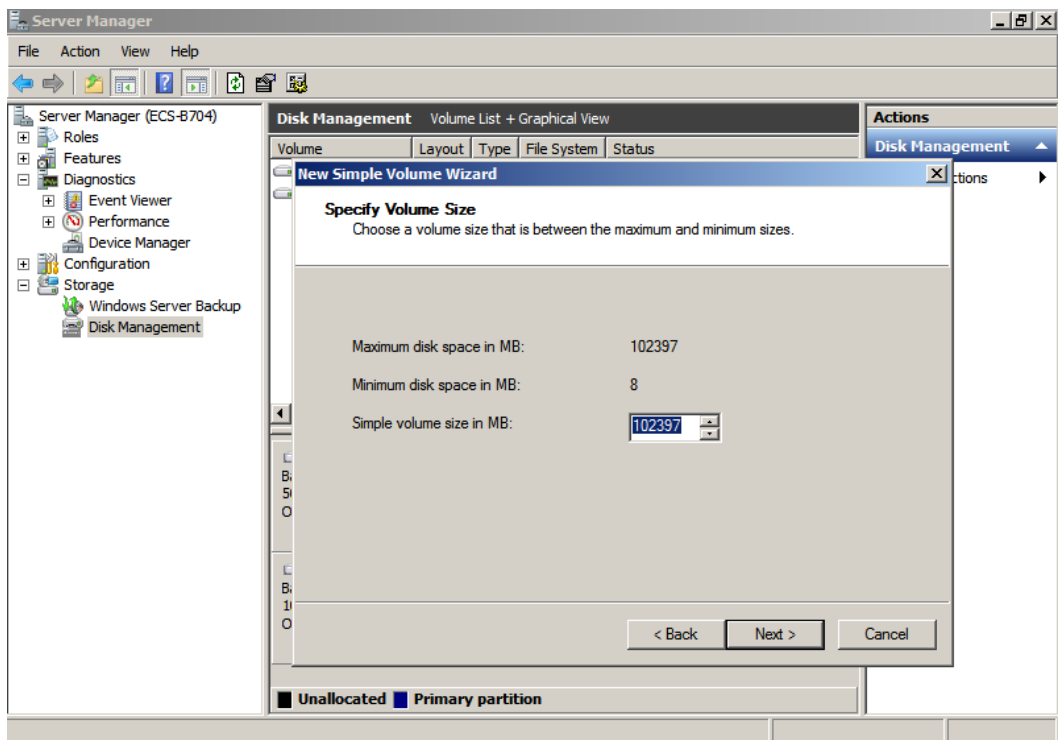 Server Manager
File Action View Help
Server Manager (ECS-B704)
Roles
Features
Diagnostics
Event Viewer
Performance
Device Manager
Configuration
Storage
Windows Server Backup
Disk Management
Disk Management Volume List + Graphical View
Volume Layout Type File System Status
New Simple Volume Wizard
Specify Volume Size
Choose a volume size that is between the maximum and minimum sizes.
Maximum disk space in MB: 102397
Minimum disk space in MB: 8
Simple volume size in MB: 102397
< Back Next > Cancel
Unallocated Primary partition
Actions
Disk Management